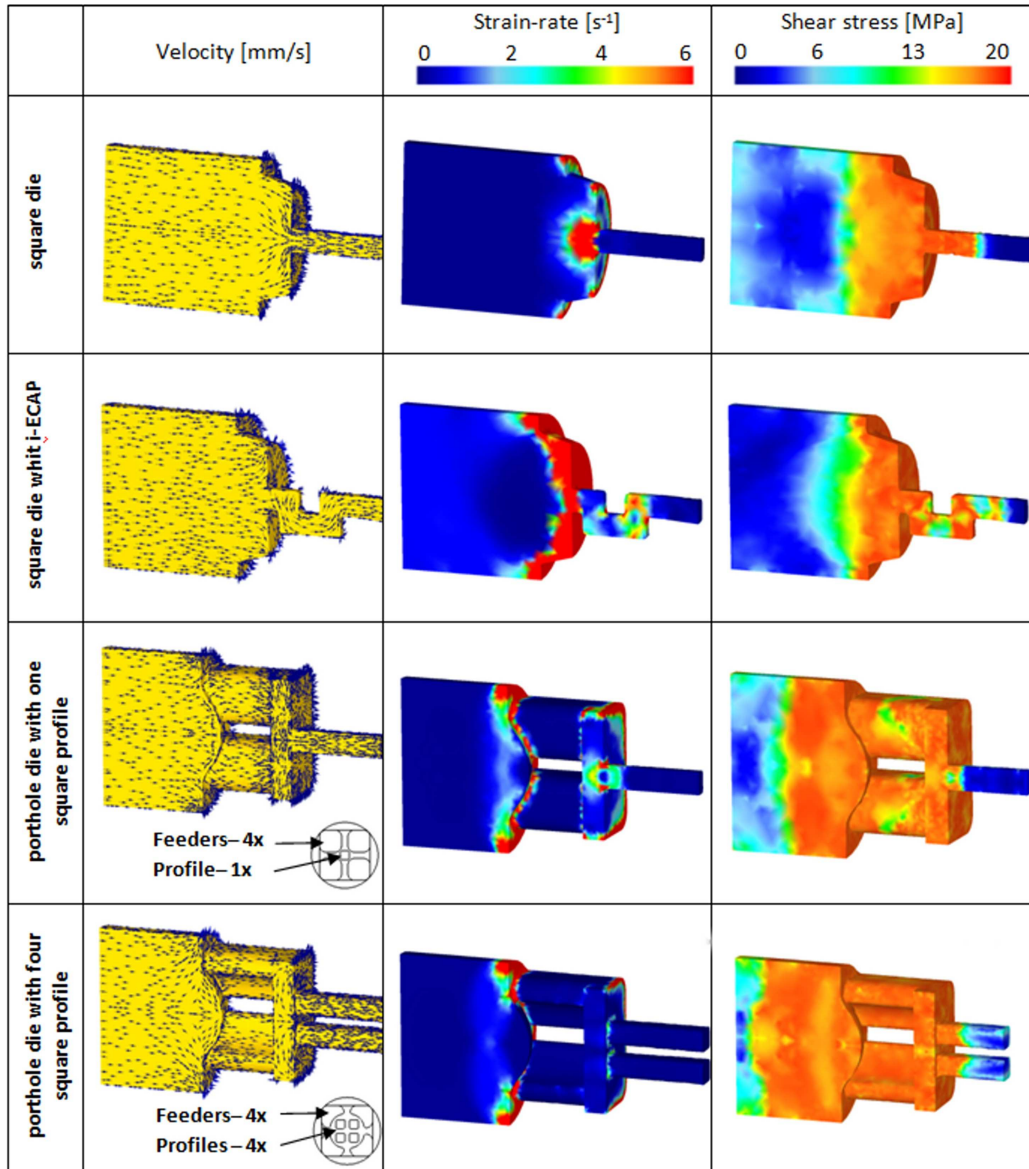 Velocity [mm/s]
Strain-rate [s⁻¹]
0 2 4 6
Shear stress [MPa]
0 6 13 20
square die
square die whit i-ECAP
porthole die with one
square profile
Feeders– 4x
Profile– 1x
porthole die with four
square profile
Feeders– 4x
Profiles – 4x